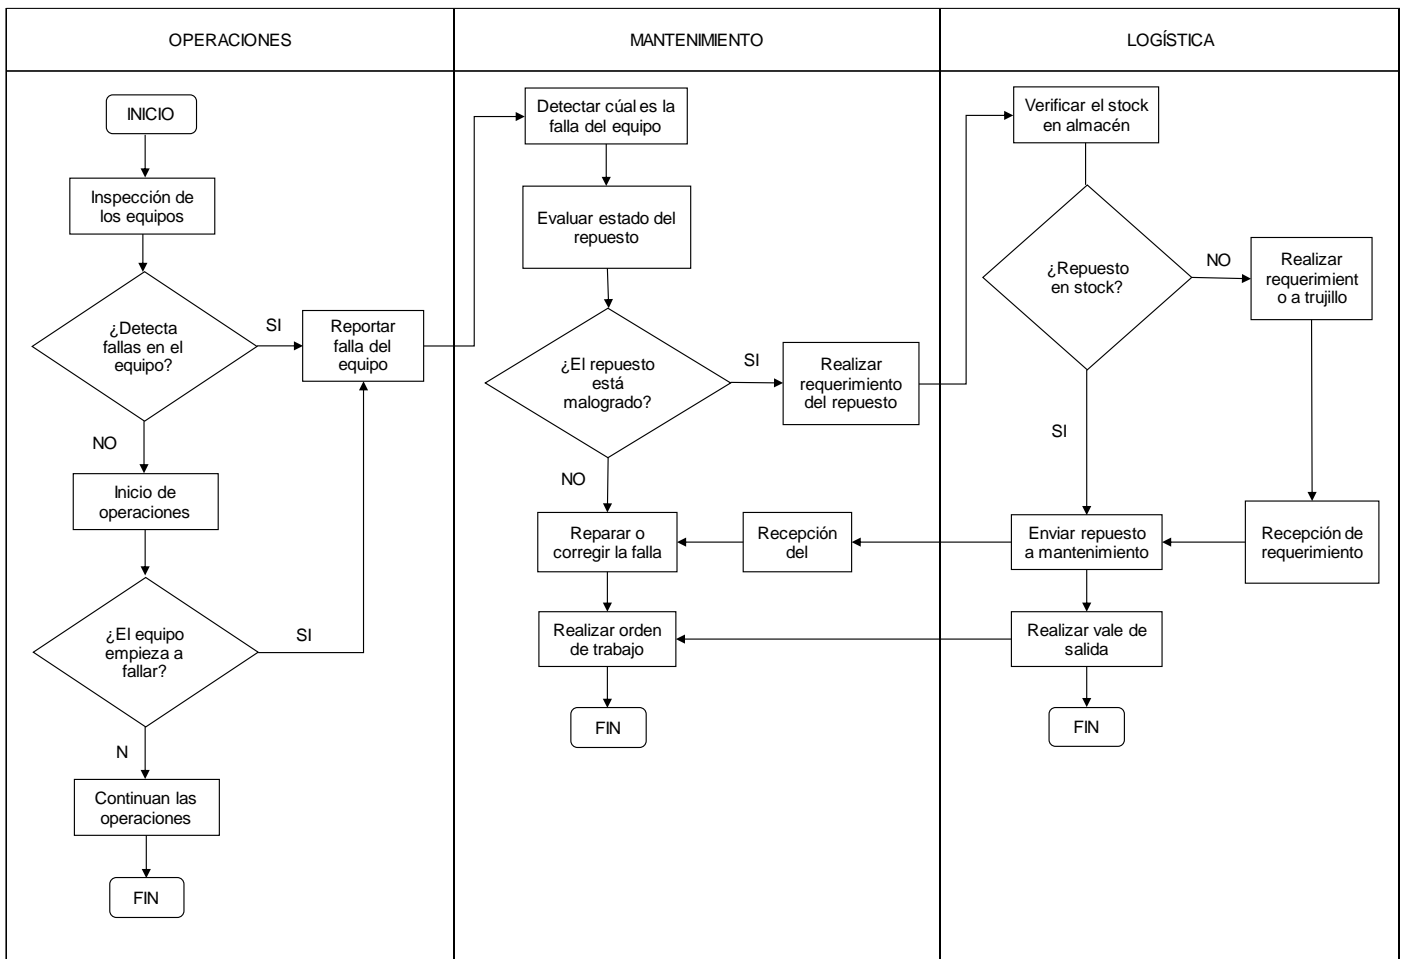 OPERACIONES
MANTENIMIENTO
LOGÍSTICA
INICIO
Inspección de
los equipos
¿Detecta
fallas en el
equipo?
SI
Reportar
falla del
equipo
NO
Inicio de
operaciones
¿El equipo
empieza a
fallar?
SI
N
Continuan las
operaciones
FIN
Detectar cúal es la
falla del equipo
Evaluar estado del
repuesto
¿El repuesto
está
malogrado?
SI
Realizar
requerimiento
del repuesto
NO
Reparar o
corregir la falla
Recepción
del
Realizar orden
de trabajo
FIN
Verificar el stock
en almacén
¿Repuesto
en stock?
NO
Realizar
requerimient
o a trujillo
SI
Enviar repuesto
a mantenimiento
Recepción de
requerimiento
Realizar vale de
salida
FIN